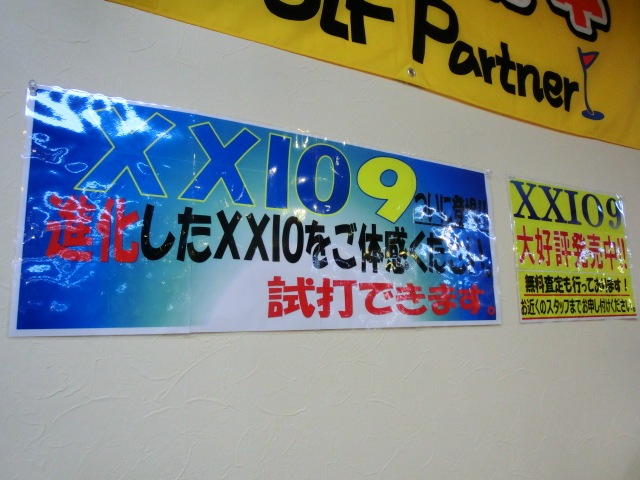 Golf Partner
XXIO9
ついに登場!!
進化したXXIOをご体感ください!
試打できます。
XXIO9
大好評発売中!!
無料査定も行っております!
お近くのスタッフまでお申し付けください。